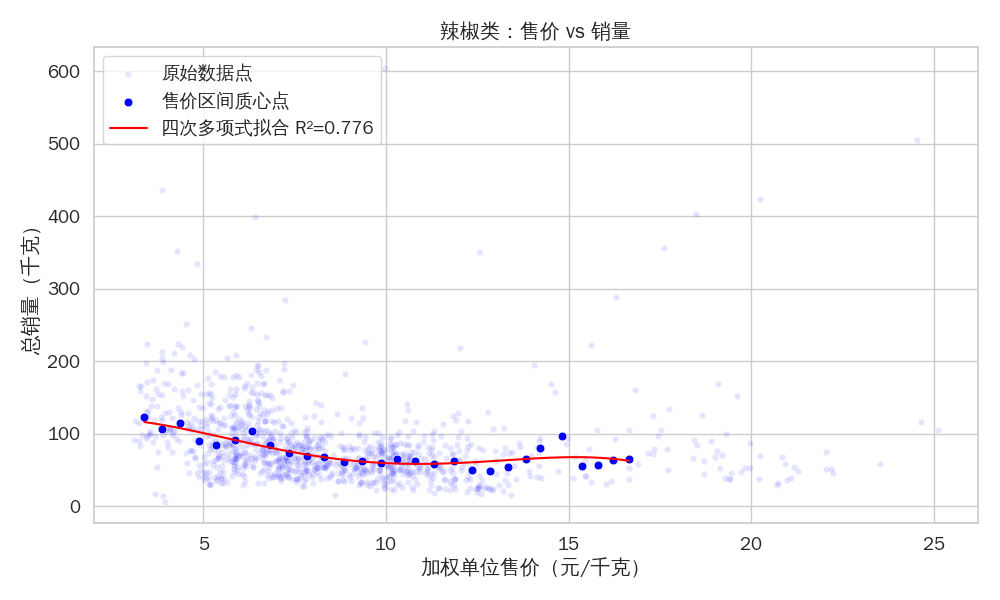 辣椒类：售价 vs 销量
原始数据点
售价区间质心点
四次多项式拟合 R²=0.776
总销量（千克）
600
500
400
300
200
100
0
5
10
15
20
25
加权单位售价（元/千克）